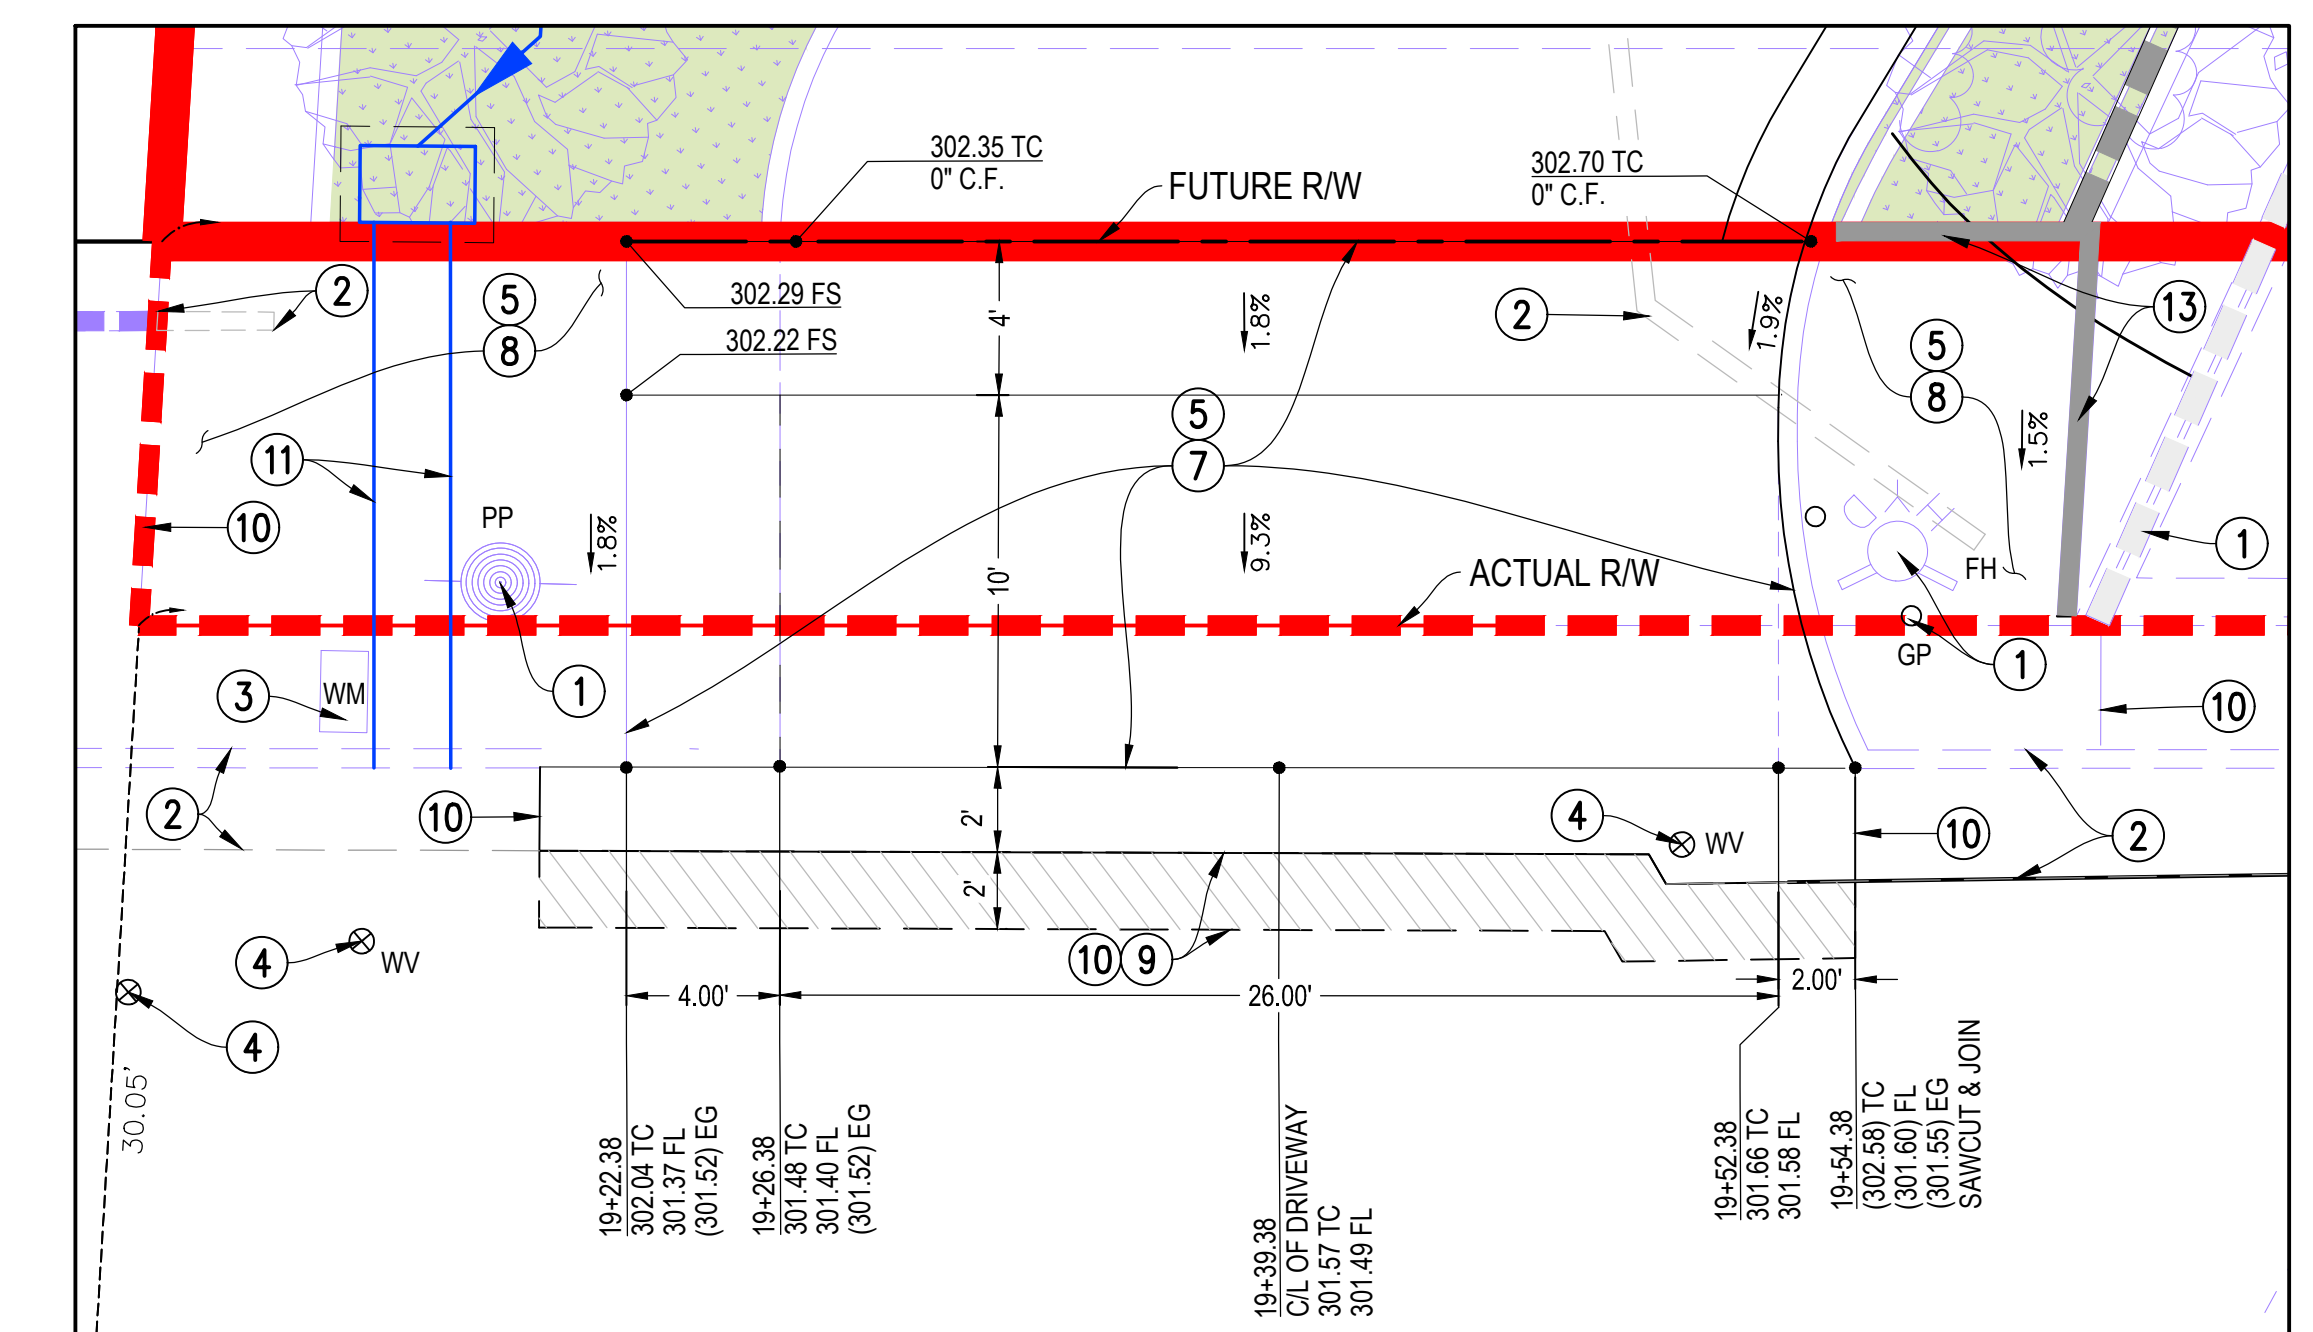 302.35 TC
0" C.F.
FUTURE R/W
302.70 TC
0" C.F.
2
5
8
302.29 FS
302.22 FS
4'
1.8%
2
1.9%
13
5
8
1.5%
5
7
11
10
PP
1.8%
10'
9.3%
ACTUAL R/W
FH
1
GP
1
3
WM
1
10
2
10
2'
2'
4
WV
10
2
4
WV
10 9
4
4.00'
26.00'
2.00'
30.05'
19+22.38
302.04 TC
301.37 FL
(301.52) EG
19+26.38
301.48 TC
301.40 FL
(301.52) EG
19+39.38
C/L OF DRIVEWAY
301.57 TC
301.49 FL
19+52.38
301.66 TC
301.58 FL
19+54.38
(302.58) TC
(301.60) FL
(301.55) EG
SAWCUT & JOIN